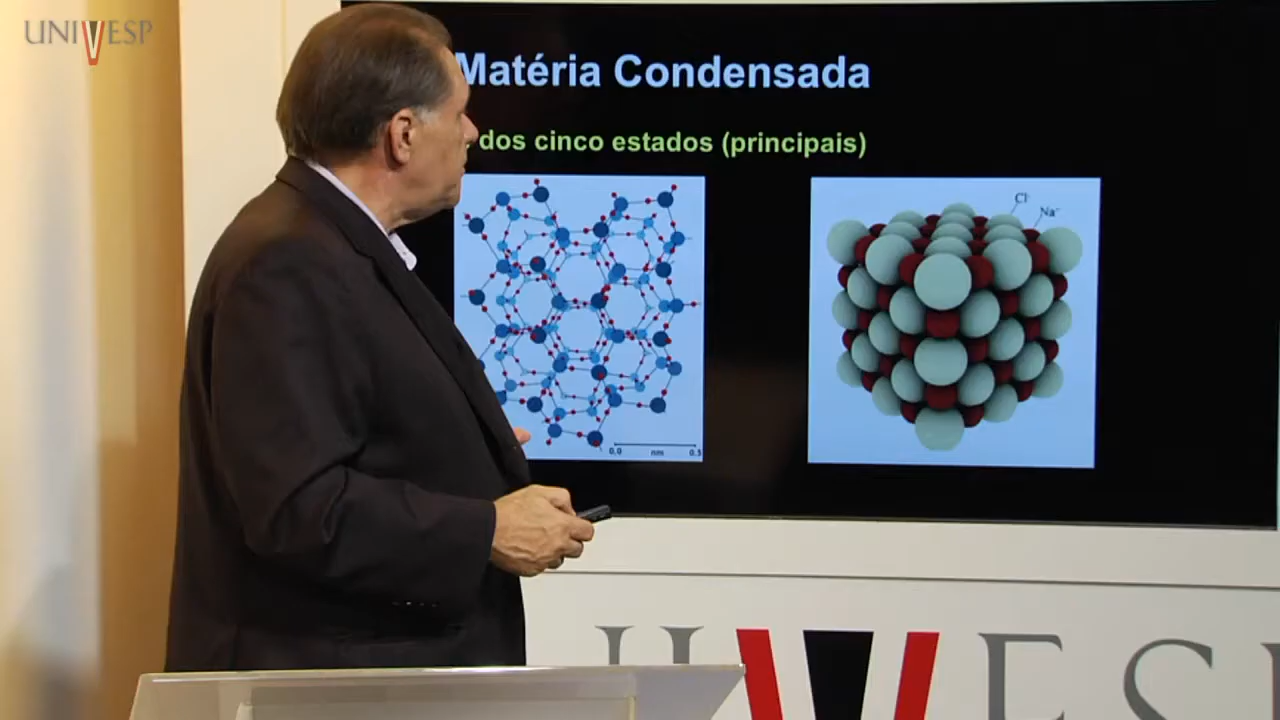 UNIVESP
Matéria Condensada
dos cinco estados (principais)
Cl⁻
Na⁺
0.0 nm 0.5
UNIVESP